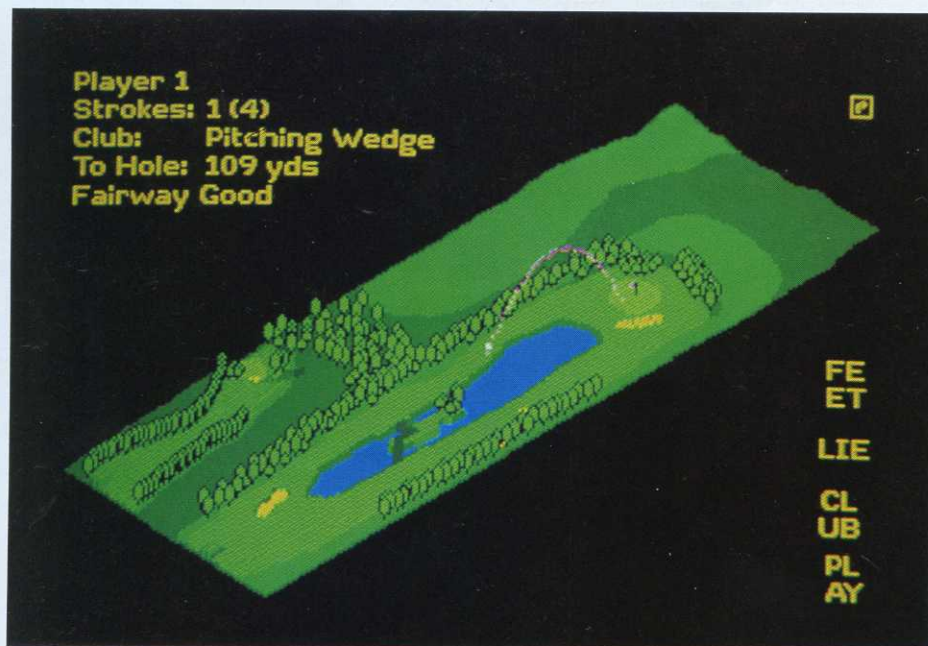 Player 1
Strokes: 1 (4)
Club: Pitching Wedge
To Hole: 109 yds
Fairway Good
FE
ET
LIE
CL
UB
PL
AY